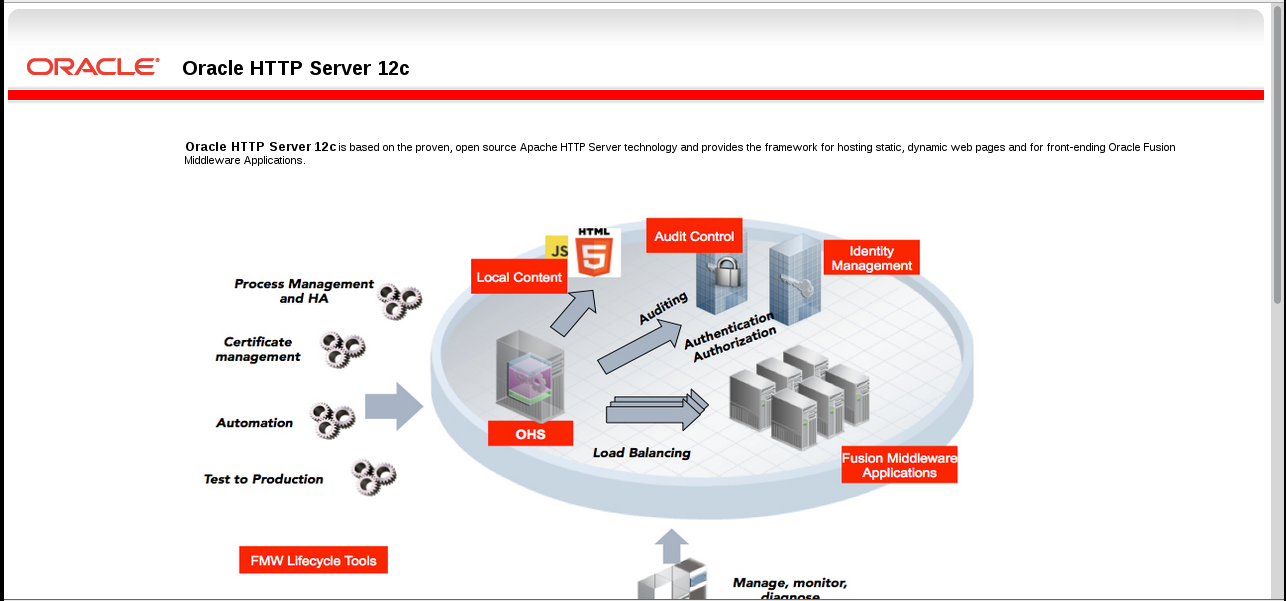 ORACLE Oracle HTTP Server 12c
Oracle HTTP Server 12c is based on the proven, open source Apache HTTP Server technology and provides the framework for hosting static, dynamic web pages and for front-ending Oracle Fusion
Middleware Applications.
HTML
JS
5
Audit Control
Local Content
Identity
Management
Process Management
and HA
Auditing
Authentication
Authorization
Certificate
management
Automation
OHS
Load Balancing
Fusion Middleware
Applications
Test to Production
FMW Lifecycle Tools
Manage, monitor,
diagnose